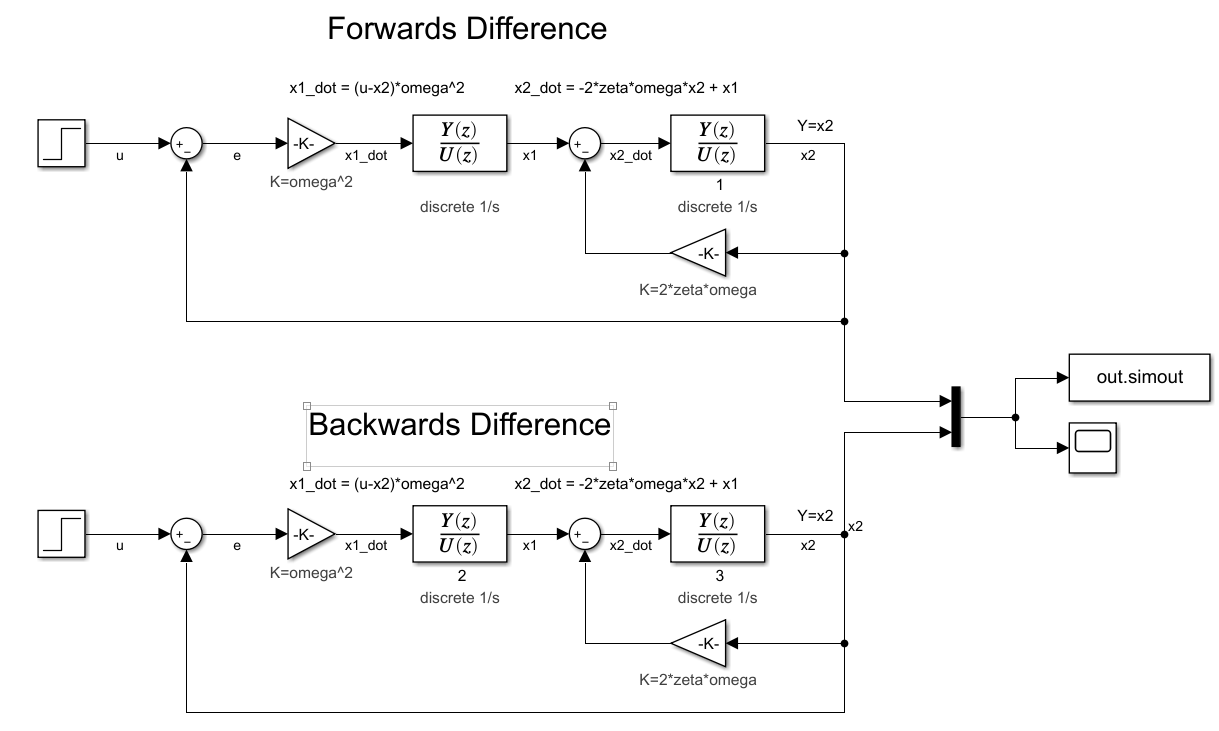 Forwards Difference
x1_dot = (u-x2)*omega^2
x2_dot = -2*zeta*omega*x2 + x1
u
+
-
e
-K-
K=omega^2
x1_dot
Y(z)
U(z)
discrete 1/s
x1
+
-
x2_dot
Y(z)
U(z)
1
discrete 1/s
Y=x2
x2
-K-
K=2*zeta*omega
out.simout
Backwards Difference
x1_dot = (u-x2)*omega^2
x2_dot = -2*zeta*omega*x2 + x1
u
+
-
e
-K-
K=omega^2
x1_dot
Y(z)
U(z)
2
discrete 1/s
x1
+
-
x2_dot
Y(z)
U(z)
3
discrete 1/s
Y=x2
x2
x2
-K-
K=2*zeta*omega